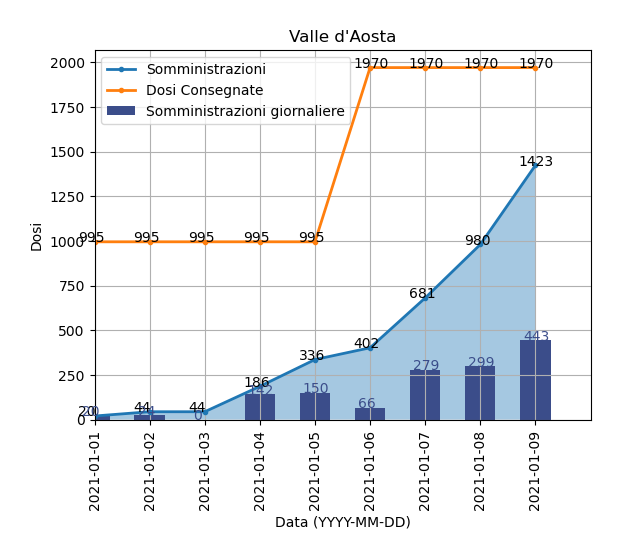 Valle d'Aosta
Somministrazioni
Dosi Consegnate
Somministrazioni giornaliere
Dosi
2000
1750
1500
1250
1000
750
500
250
0
995 995 995 995 995 1970 1970 1970 1970
20 44 44 186 336 402 681 980 1423
20 24 0 142 150 66 279 299 443
2021-01-01
2021-01-02
2021-01-03
2021-01-04
2021-01-05
2021-01-06
2021-01-07
2021-01-08
2021-01-09
Data (YYYY-MM-DD)